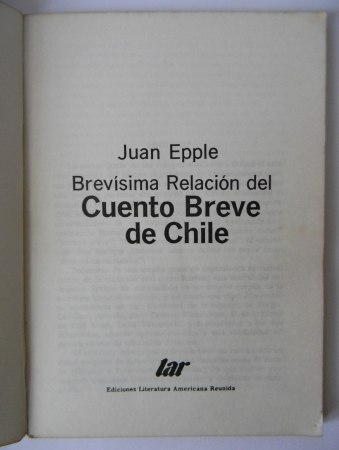 Juan Epple
Brevísima Relación del
Cuento Breve
de Chile
lar
Ediciones Literatura Americana Reunida